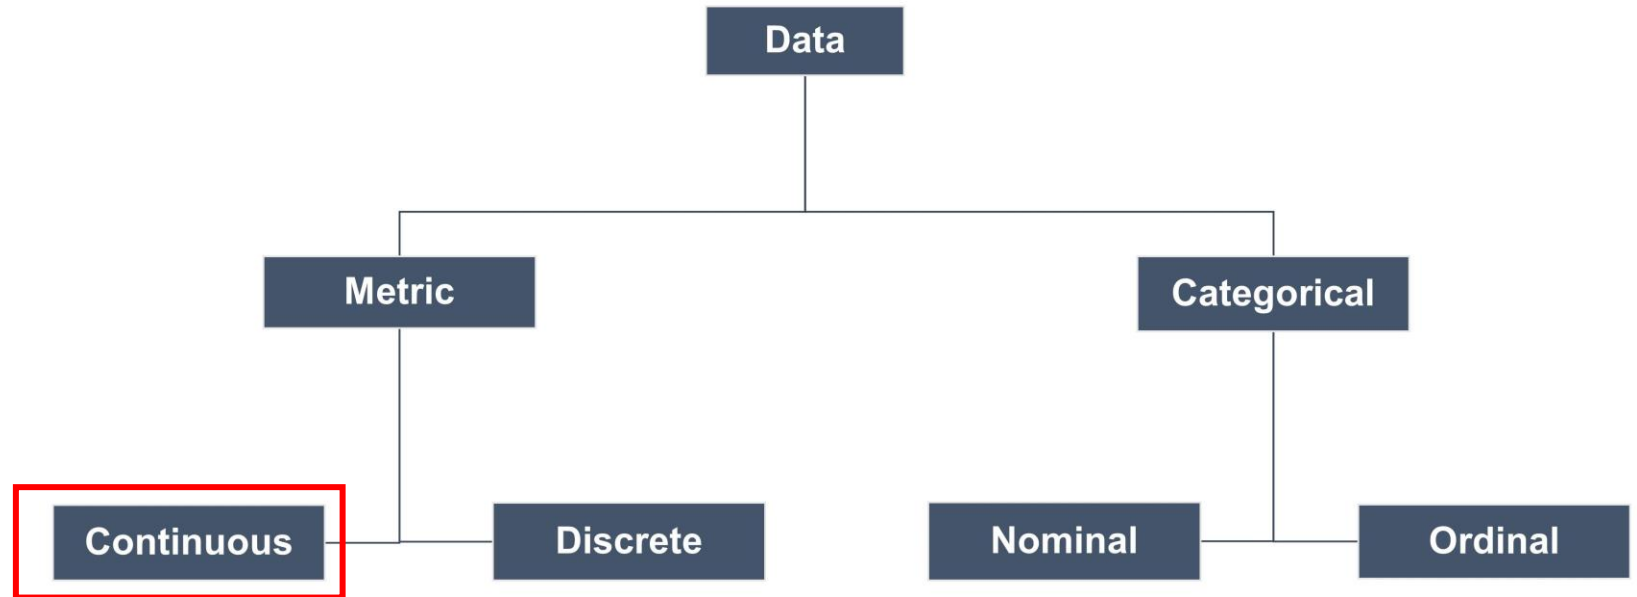 Data
Metric
Categorical
Continuous
Discrete
Nominal
Ordinal